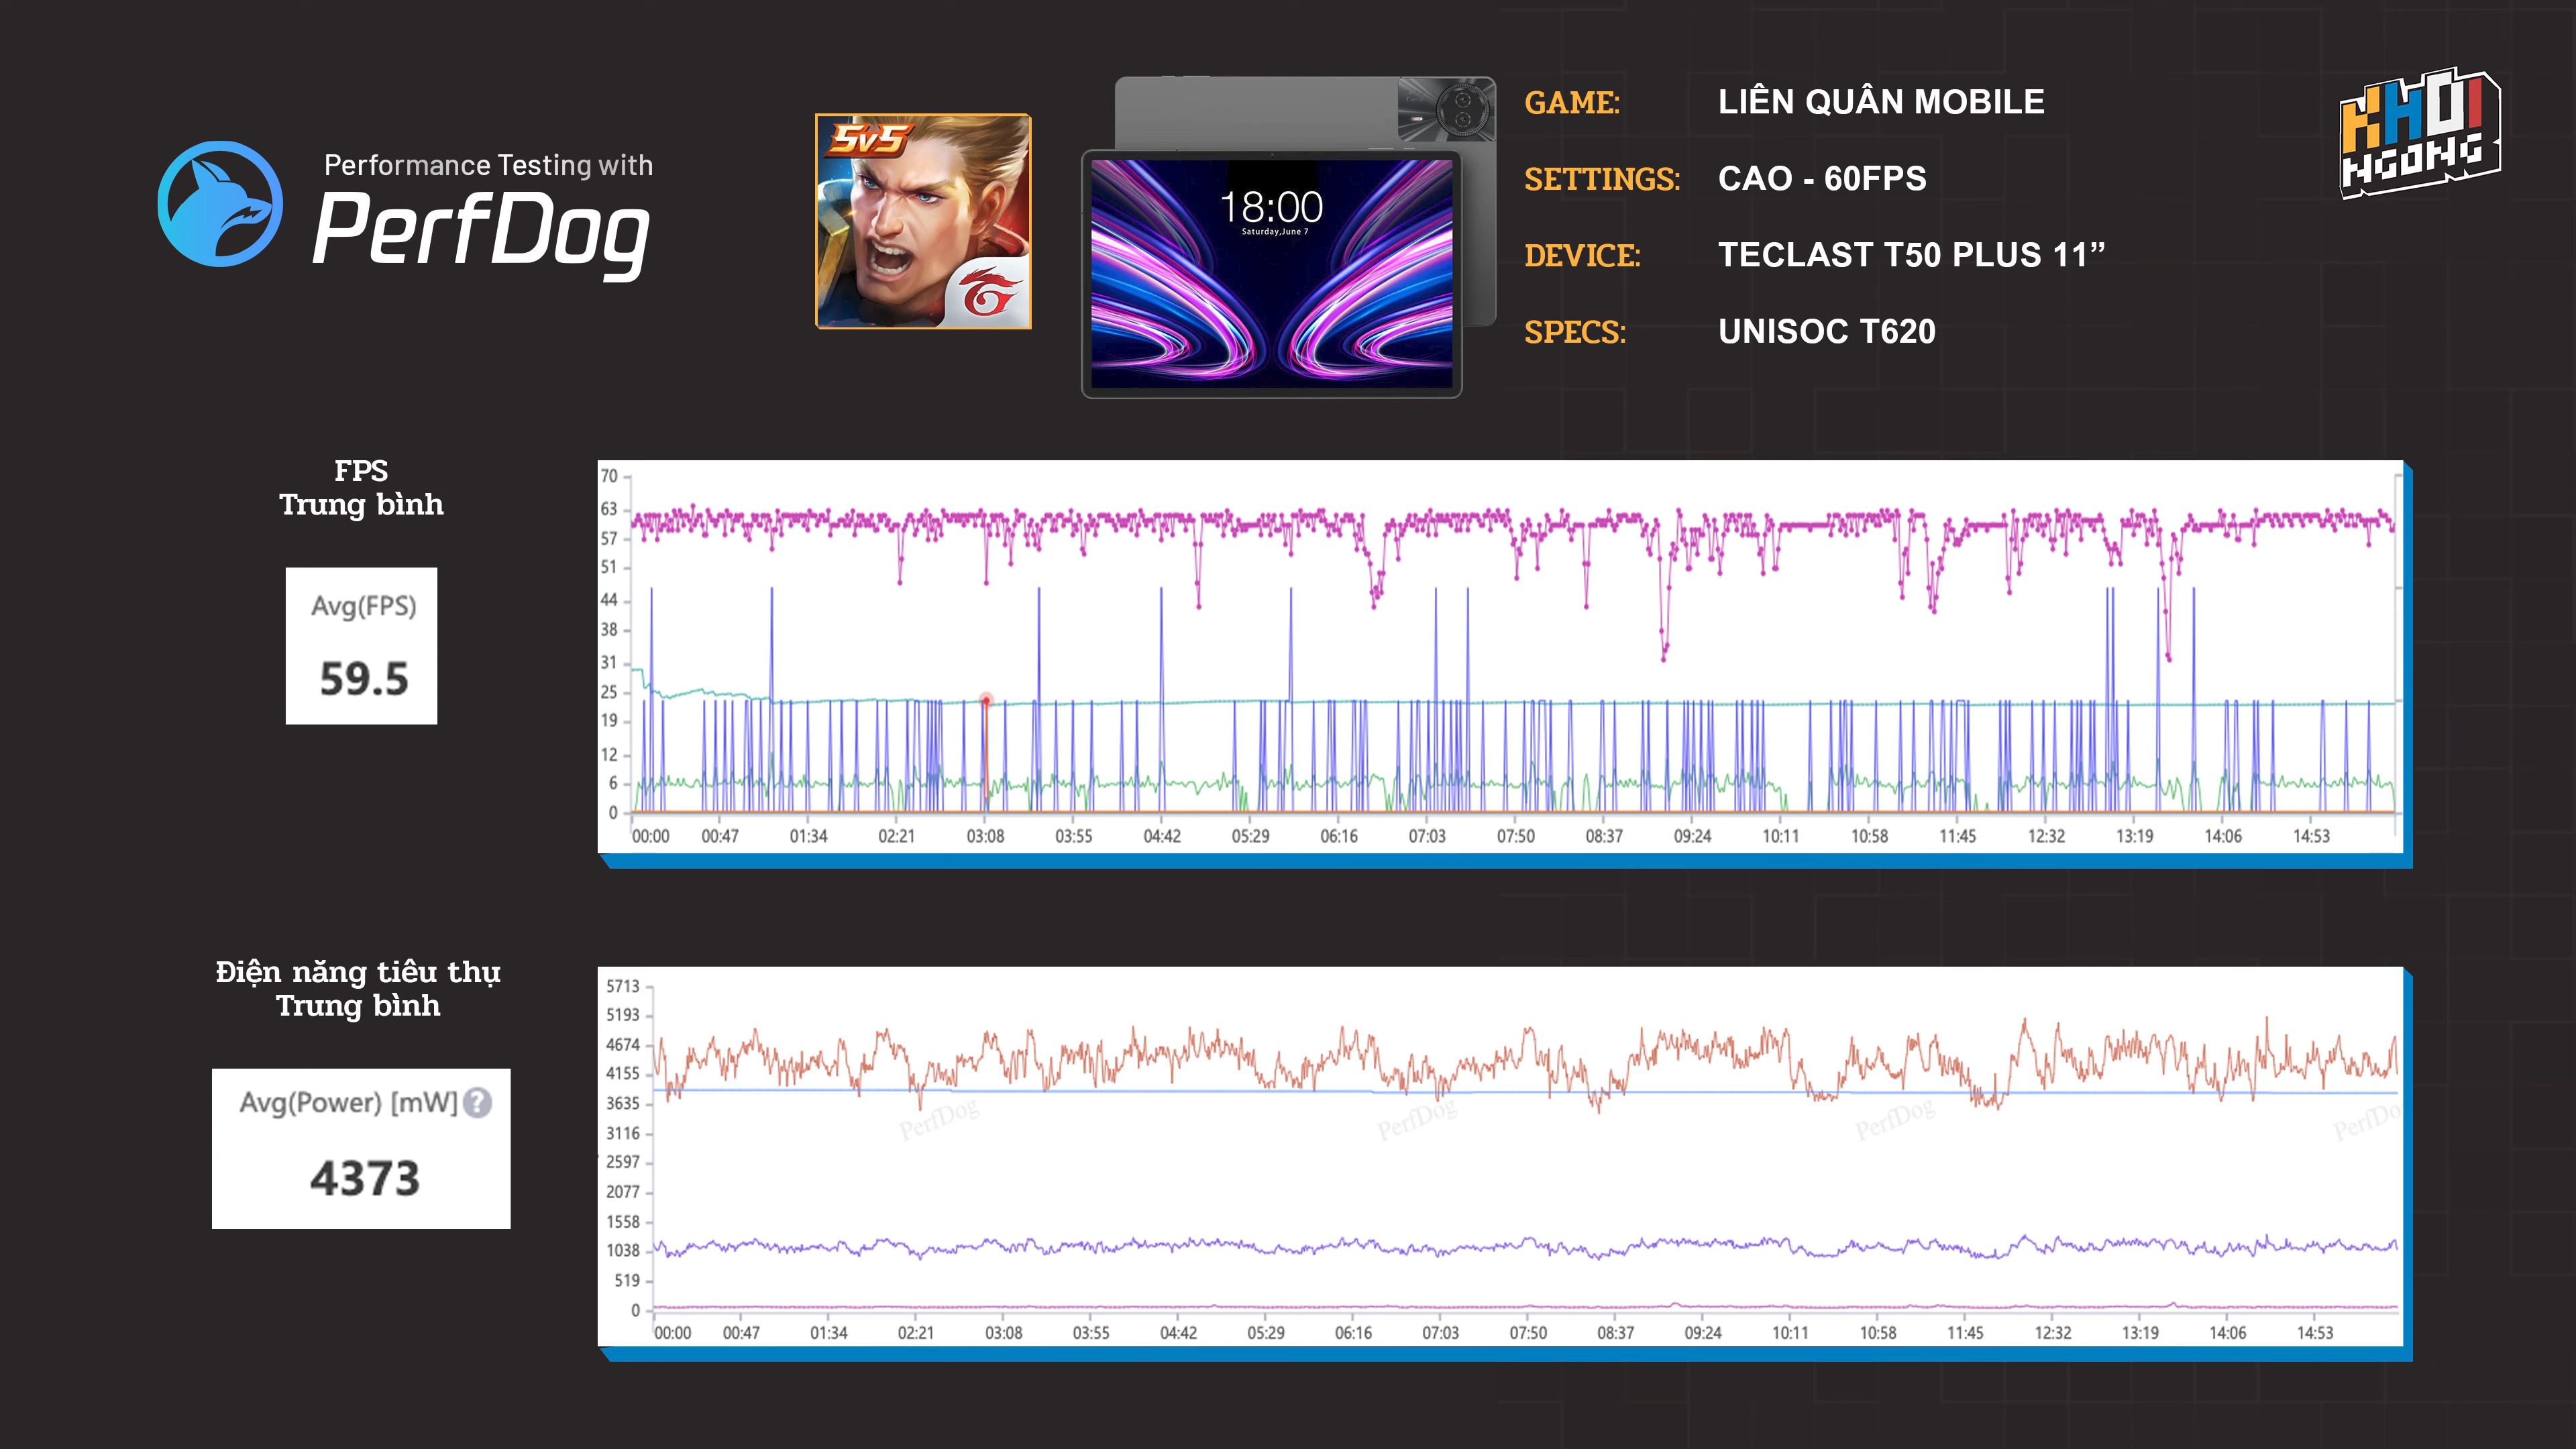 Performance Testing with
PerfDog
5v5
18:00
Saturday,June 7
GAME: LIÊN QUÂN MOBILE
SETTINGS: CAO - 60FPS
DEVICE: TECLAST T50 PLUS 11”
SPECS: UNISOC T620
KHOI
NGONG
FPS
Trung bình
Avg(FPS)
59.5
70
63
57
51
44
38
31
25
19
12
6
0
00:00 00:47 01:34 02:21 03:08 03:55 04:42 05:29 06:16 07:03 07:50 08:37 09:24 10:11 10:58 11:45 12:32 13:19 14:06 14:53
Điện năng tiêu thụ
Trung bình
Avg(Power) [mW] ?
4373
5713
5193
4674
4155
3635
3116
2597
2077
1558
1038
519
0
PerfDog PerfDog PerfDog PerfDo
00:00 00:47 01:34 02:21 03:08 03:55 04:42 05:29 06:16 07:03 07:50 08:37 09:24 10:11 10:58 11:45 12:32 13:19 14:06 14:53